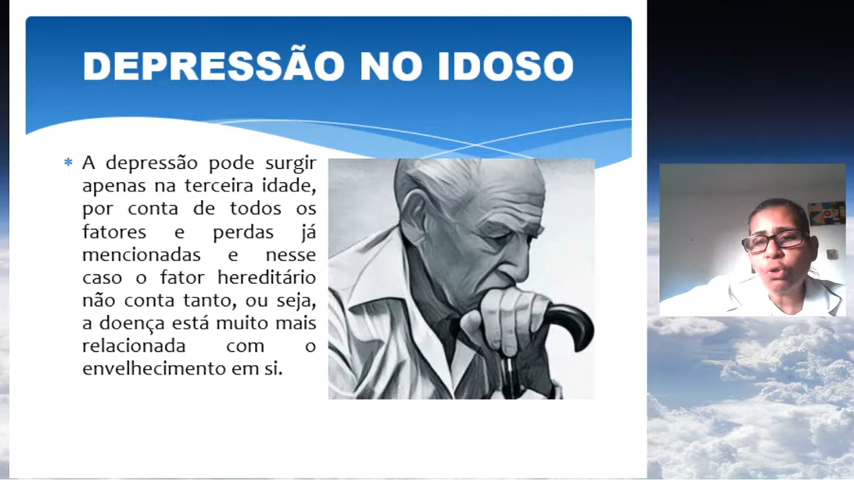 DEPRESSÃO NO IDOSO
A depressão pode surgir
apenas na terceira idade,
por conta de todos os
fatores e perdas já
mencionadas e nesse
caso o fator hereditário
não conta tanto, ou seja,
a doença está muito mais
relacionada com o
envelhecimento em si.